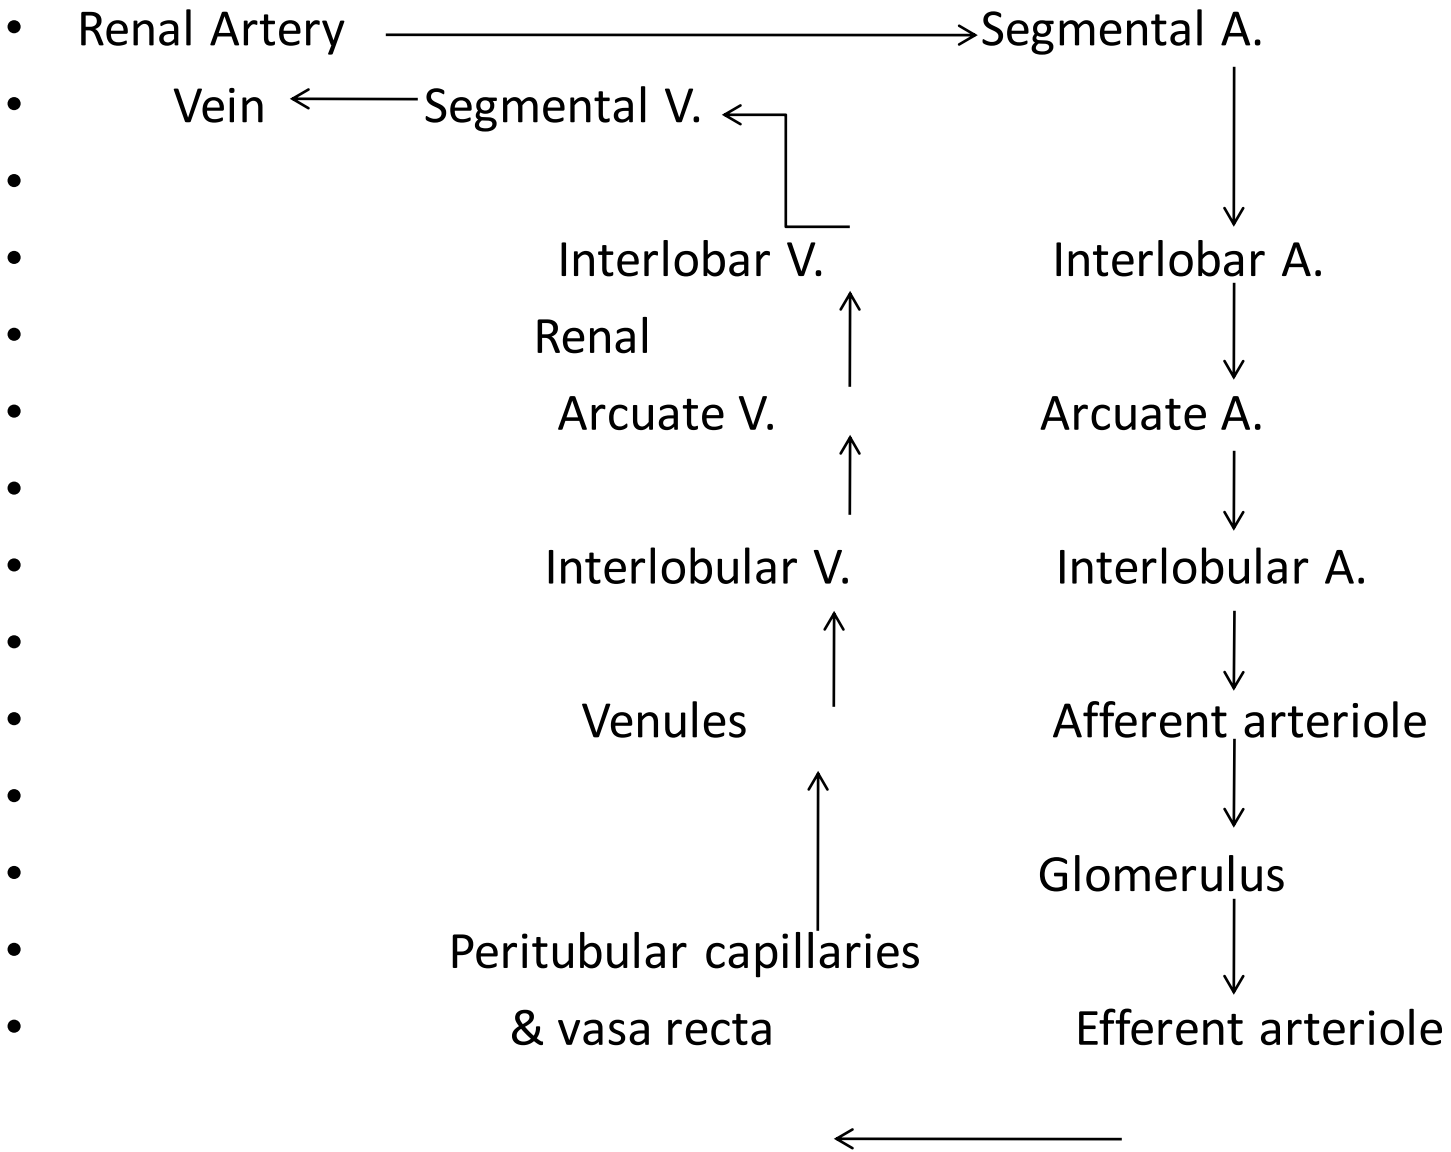 • Renal Artery Segmental A.
• Vein Segmental V.
•
• Interlobar V. Interlobar A.
• Renal
• Arcuate V. Arcuate A.
•
• Interlobular V. Interlobular A.
•
• Venules Afferent arteriole
•
• Glomerulus
• Peritubular capillaries
• & vasa recta Efferent arteriole